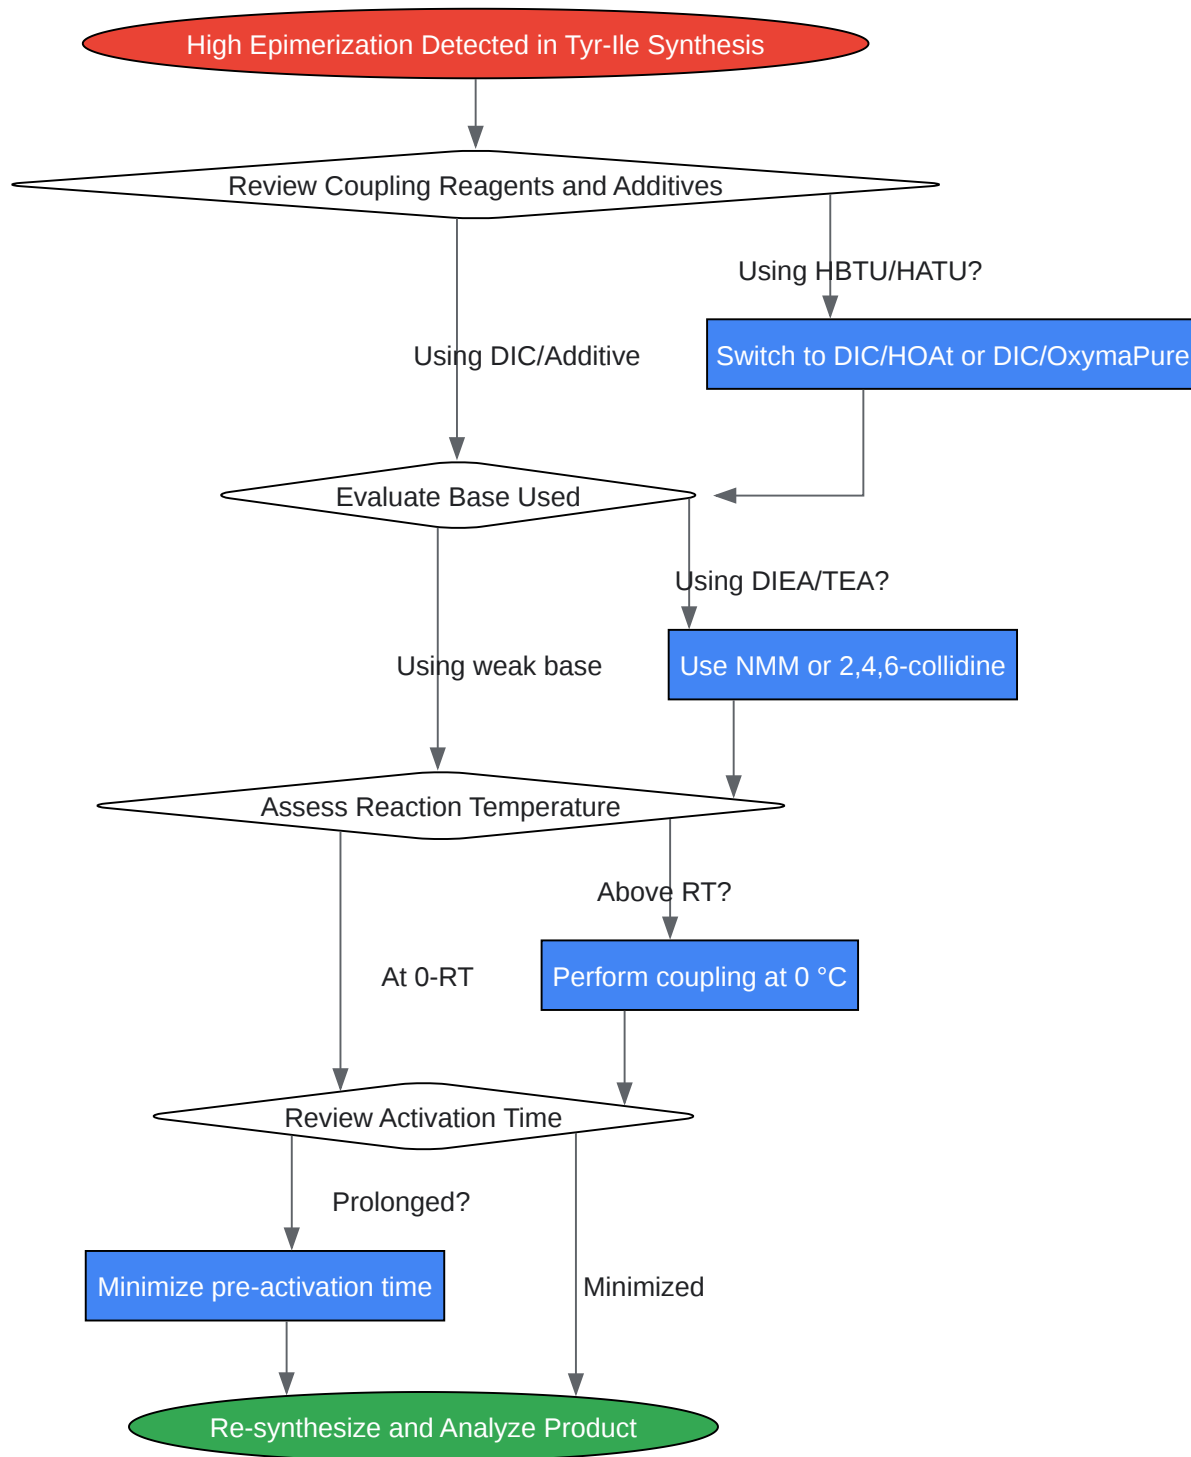 High Epimerization Detected in Tyr-Ile Synthesis
Review Coupling Reagents and Additives
Using HBTU/HATU?
Using DIC/Additive
Switch to DIC/HOAt or DIC/OxymaPure
Evaluate Base Used
Using DIEA/TEA?
Using weak base
Use NMM or 2,4,6-collidine
Assess Reaction Temperature
Above RT?
At 0-RT
Perform coupling at 0 °C
Review Activation Time
Prolonged?
Minimize pre-activation time
Minimized
Re-synthesize and Analyze Product